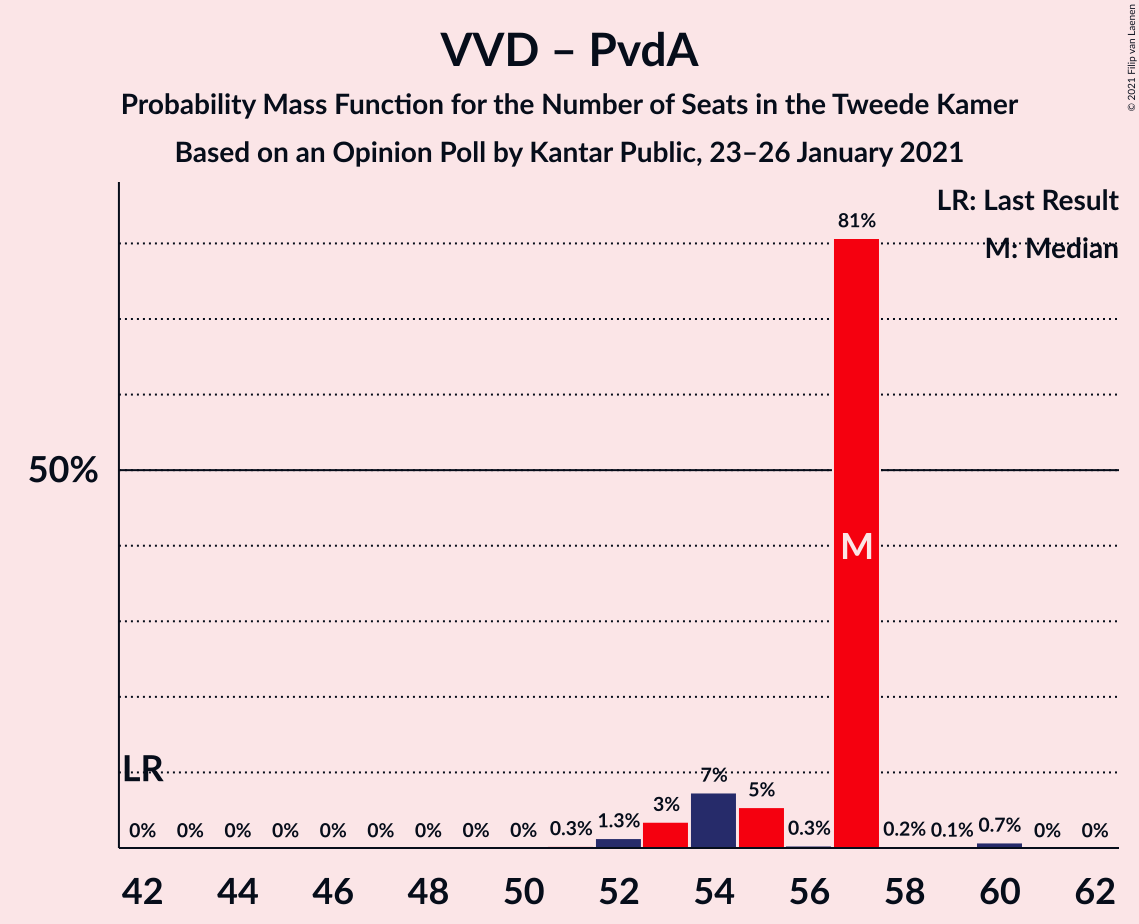 VVD – PvdA
Probability Mass Function for the Number of Seats in the Tweede Kamer
Based on an Opinion Poll by Kantar Public, 23–26 January 2021
© 2021 Filip van Laenen
LR: Last Result
M: Median
81%
50%
M
LR
7%
5%
3%
1.3%
0% 0% 0% 0% 0% 0% 0% 0% 0% 0.3% 0.3% 0.2% 0.1% 0.7% 0% 0%
42 44 46 48 50 52 54 56 58 60 62